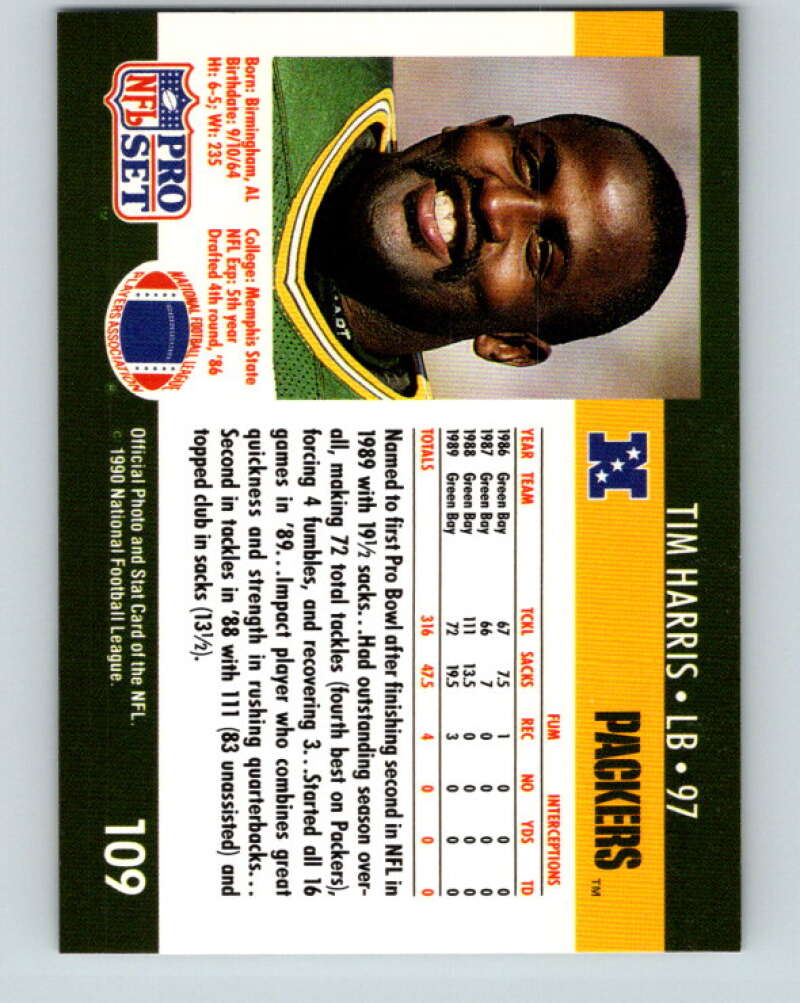 TIM HARRIS • LB • 97
PACKERS™
N
Born: Birmingham, AL
Birthdate: 9/10/64
Ht: 6-5; Wt: 235
College: Memphis State
NFL Exp: 5th year
Drafted 4th round, '86
FUM INTERCEPTIONS
YEAR TEAM TCKL SACKS REC NO YDS TD
1986 Green Bay 67 7.5 1 0 0 0
1987 Green Bay 66 7 0 0 0 0
1988 Green Bay 111 13.5 0 0 0 0
1989 Green Bay 72 19.5 3 0 0 0
TOTALS 316 47.5 4 0 0 0
Named to first Pro Bowl after finishing second in NFL in
1989 with 19½ sacks...Had outstanding season over-
all, making 72 total tackles (fourth best on Packers),
forcing 4 fumbles, and recovering 3...Started all 16
games in '89...Impact player who combines great
quickness and strength in rushing quarterbacks...
Second in tackles in '88 with 111 (83 unassisted) and
topped club in sacks (13½).
NFL
PRO
SET
NATIONAL FOOTBALL LEAGUE
PLAYERS ASSOCIATION
Official Photo and Stat Card of the NFL.
© 1990 National Football League.
109